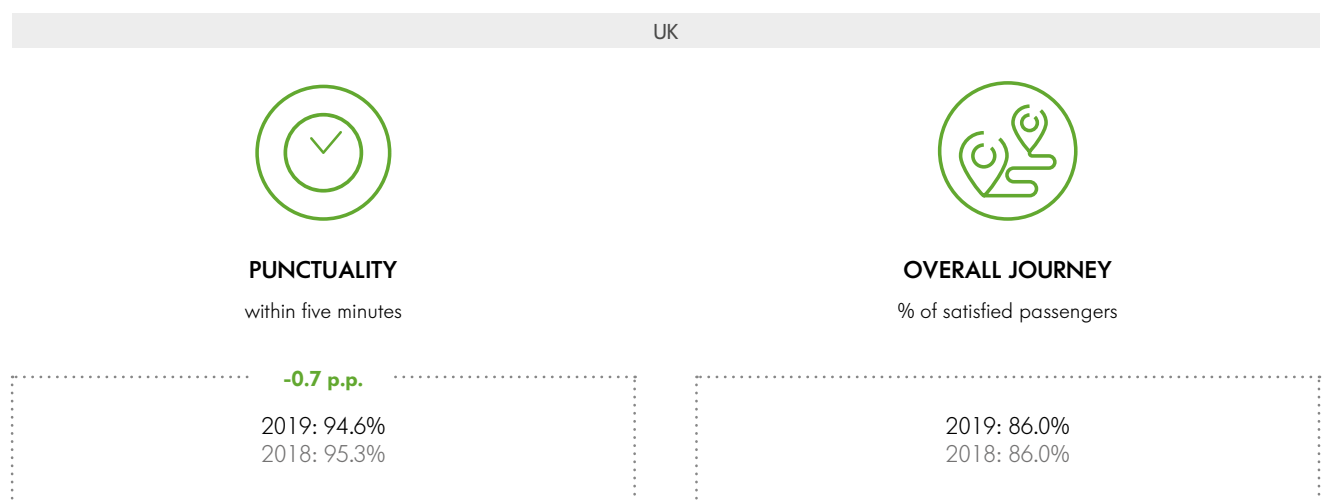 UK
PUNCTUALITY
within five minutes
-0.7 p.p.
2019: 94.6%
2018: 95.3%
OVERALL JOURNEY
% of satisfied passengers
2019: 86.0%
2018: 86.0%